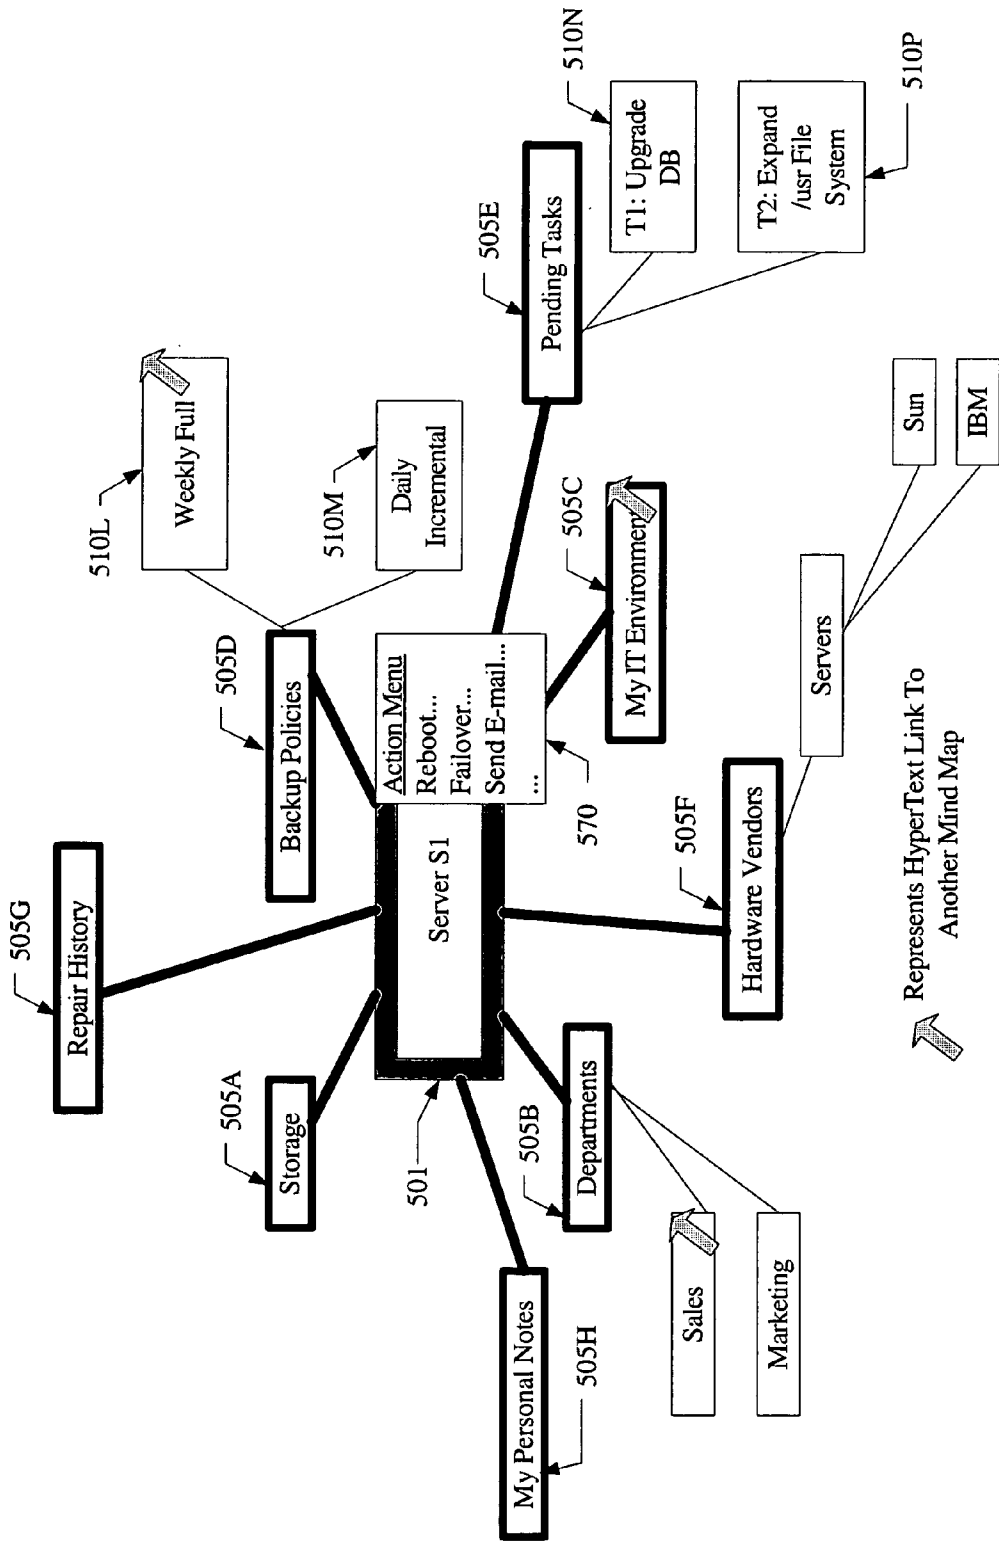 505G
Repair History
510L
Weekly Full
505A
Storage
505D
Backup Policies
510M
Daily
Incremental
501
Server S1
Action Menu
Reboot...
Failover...
Send E-mail...
...
505E
Pending Tasks
510N
T1: Upgrade
DB
T2: Expand
/usr File
System
510P
My Personal Notes
505H
505B
Departments
Sales
Marketing
570
505C
My IT Environment
505F
Hardware Vendors
Servers
Sun
IBM
Represents HyperText Link To
Another Mind Map